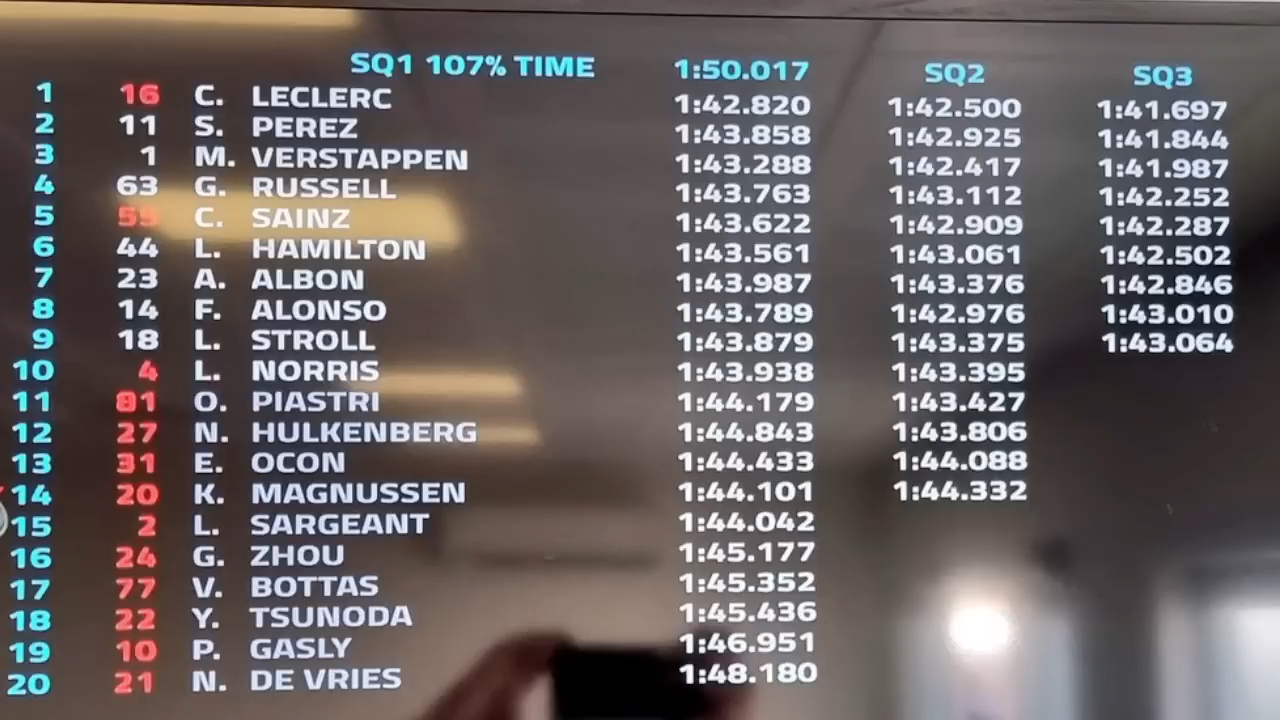 SQ1 107% TIME 1:50.017 SQ2 SQ3
1 16 C. LECLERC 1:42.820 1:42.500 1:41.697
2 11 S. PEREZ 1:43.858 1:42.925 1:41.844
3 1 M. VERSTAPPEN 1:43.288 1:42.417 1:41.987
4 63 G. RUSSELL 1:43.763 1:43.112 1:42.252
5 55 C. SAINZ 1:43.622 1:42.909 1:42.287
6 44 L. HAMILTON 1:43.561 1:43.061 1:42.502
7 23 A. ALBON 1:43.987 1:43.376 1:42.846
8 14 F. ALONSO 1:43.789 1:42.976 1:43.010
9 18 L. STROLL 1:43.879 1:43.375 1:43.064
10 4 L. NORRIS 1:43.938 1:43.395
11 81 O. PIASTRI 1:44.179 1:43.427
12 27 N. HULKENBERG 1:44.843 1:43.806
13 31 E. OCON 1:44.433 1:44.088
14 20 K. MAGNUSSEN 1:44.101 1:44.332
15 2 L. SARGEANT 1:44.042
16 24 G. ZHOU 1:45.177
17 77 V. BOTTAS 1:45.352
18 22 Y. TSUNODA 1:45.436
19 10 P. GASLY 1:46.951
20 21 N. DE VRIES 1:48.180